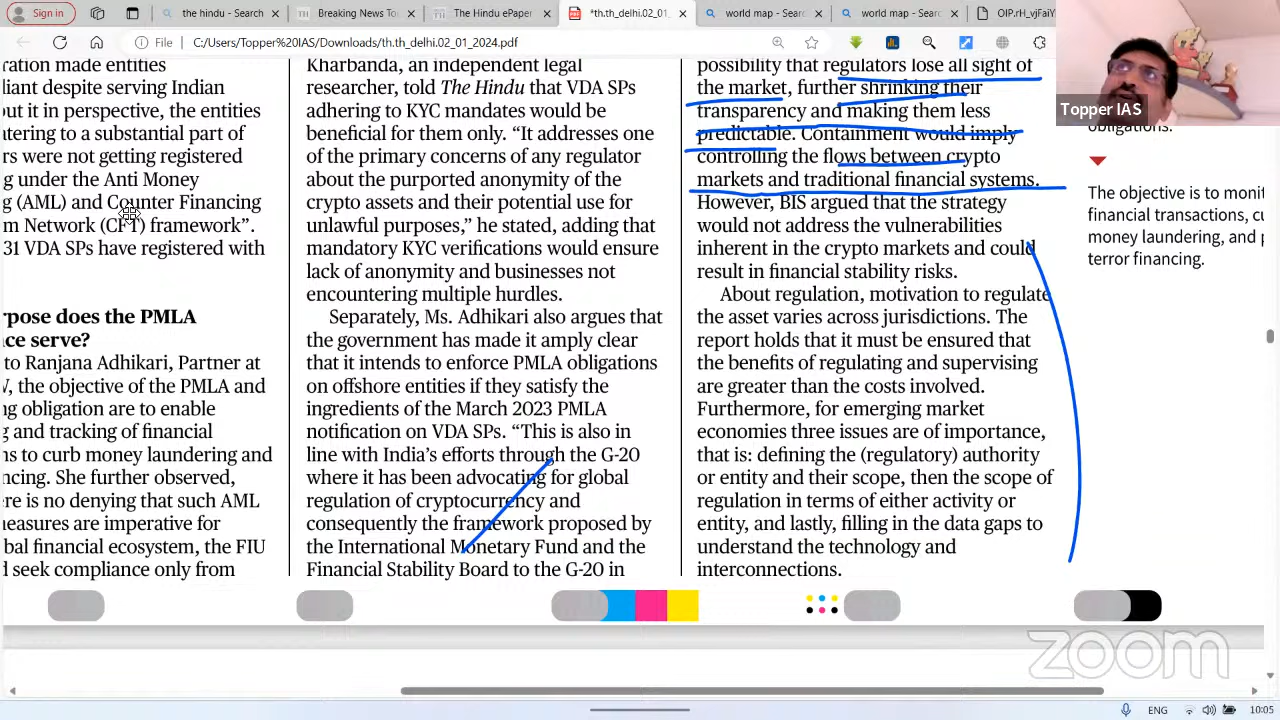 Sign in
the hindu - Search
Breaking News To
The Hindu ePaper
*th.th_delhi.02_01
world map - Search
world map - Search
OIP.rH_vjFaiY
File
C:/Users/Topper%20IAS/Downloads/th.th_delhi.02_01_2024.pdf
ration made entities
liant despite serving Indian
out it in perspective, the entities
tering to a substantial part of
rs were not getting registered
g under the Anti Money
g (AML) and Counter Financing
m Network (CFT) framework”.
31 VDA SPs have registered with
rpose does the PMLA
ce serve?
to Ranjana Adhikari, Partner at
, the objective of the PMLA and
ng obligation are to enable
g and tracking of financial
ns to curb money laundering and
ncing. She further observed,
ere is no denying that such AML
measures are imperative for
bal financial ecosystem, the FIU
d seek compliance only from
Kharbanda, an independent legal
researcher, told The Hindu that VDA SPs
adhering to KYC mandates would be
beneficial for them only. “It addresses one
of the primary concerns of any regulator
about the purported anonymity of the
crypto assets and their potential use for
unlawful purposes,” he stated, adding that
mandatory KYC verifications would ensure
lack of anonymity and businesses not
encountering multiple hurdles.
Separately, Ms. Adhikari also argues that
the government has made it amply clear
that it intends to enforce PMLA obligations
on offshore entities if they satisfy the
ingredients of the March 2023 PMLA
notification on VDA SPs. “This is also in
line with India’s efforts through the G-20
where it has been advocating for global
regulation of cryptocurrency and
consequently the framework proposed by
the International Monetary Fund and the
Financial Stability Board to the G-20 in
possibility that regulators lose all sight of
the market, further shrinking their
transparency and making them less
predictable. Containment would imply
controlling the flows between crypto
markets and traditional financial systems.
However, BIS argued that the strategy
would not address the vulnerabilities
inherent in the crypto markets and could
result in financial stability risks.
About regulation, motivation to regulate
the asset varies across jurisdictions. The
report holds that it must be ensured that
the benefits of regulating and supervising
are greater than the costs involved.
Furthermore, for emerging market
economies three issues are of importance,
that is: defining the (regulatory) authority
or entity and their scope, then the scope of
regulation in terms of either activity or
entity, and lastly, filling in the data gaps to
understand the technology and
interconnections.
obligations.
The objective is to monit
financial transactions, cu
money laundering, and p
terror financing.
Topper IAS
zoom
ENG
10:05